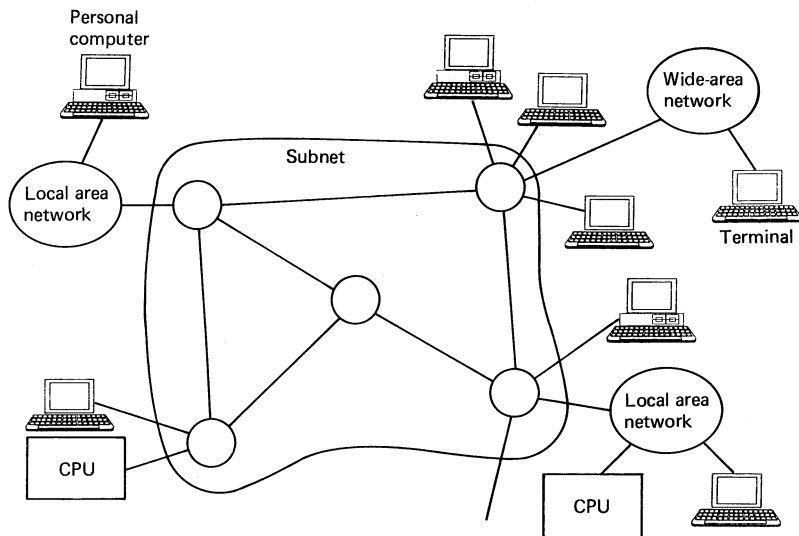 Personal
computer
Wide-area
network
Subnet
Local area
network
Terminal
Local area
network
CPU
CPU